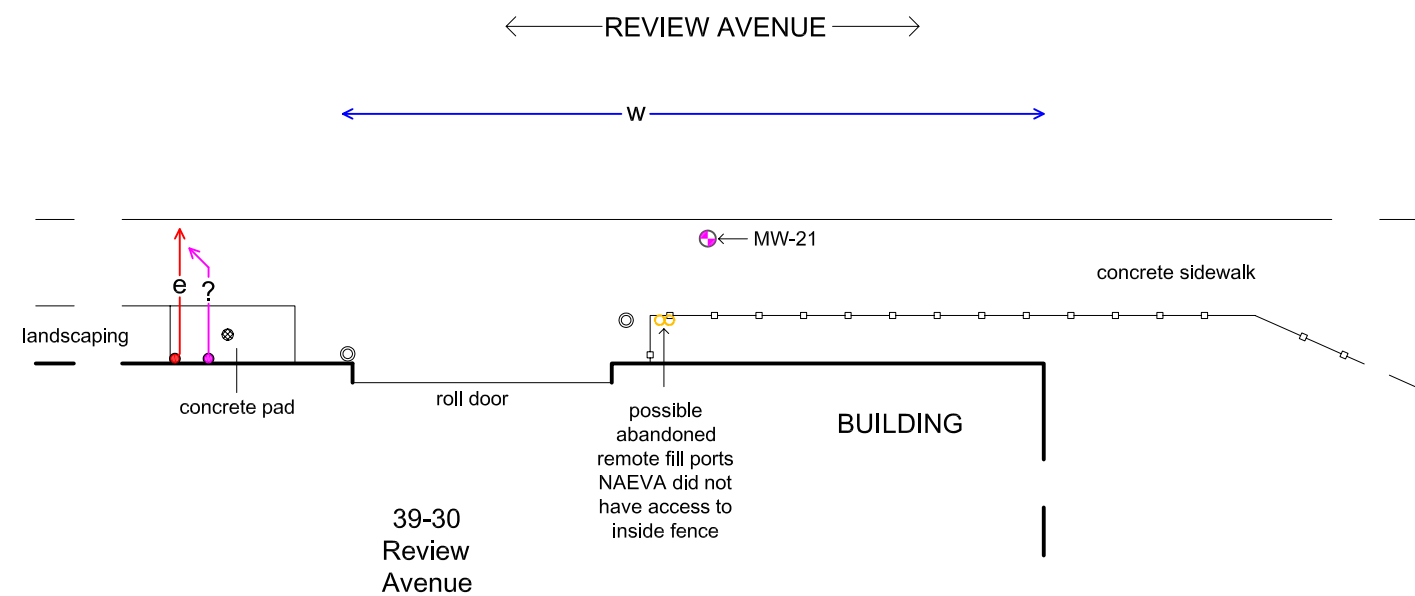 REVIEW AVENUE
w
MW-21
concrete sidewalk
e
?
landscaping
concrete pad
roll door
possible
abandoned
remote fill ports
NAEVA did not
have access to
inside fence
BUILDING
39-30
Review
Avenue